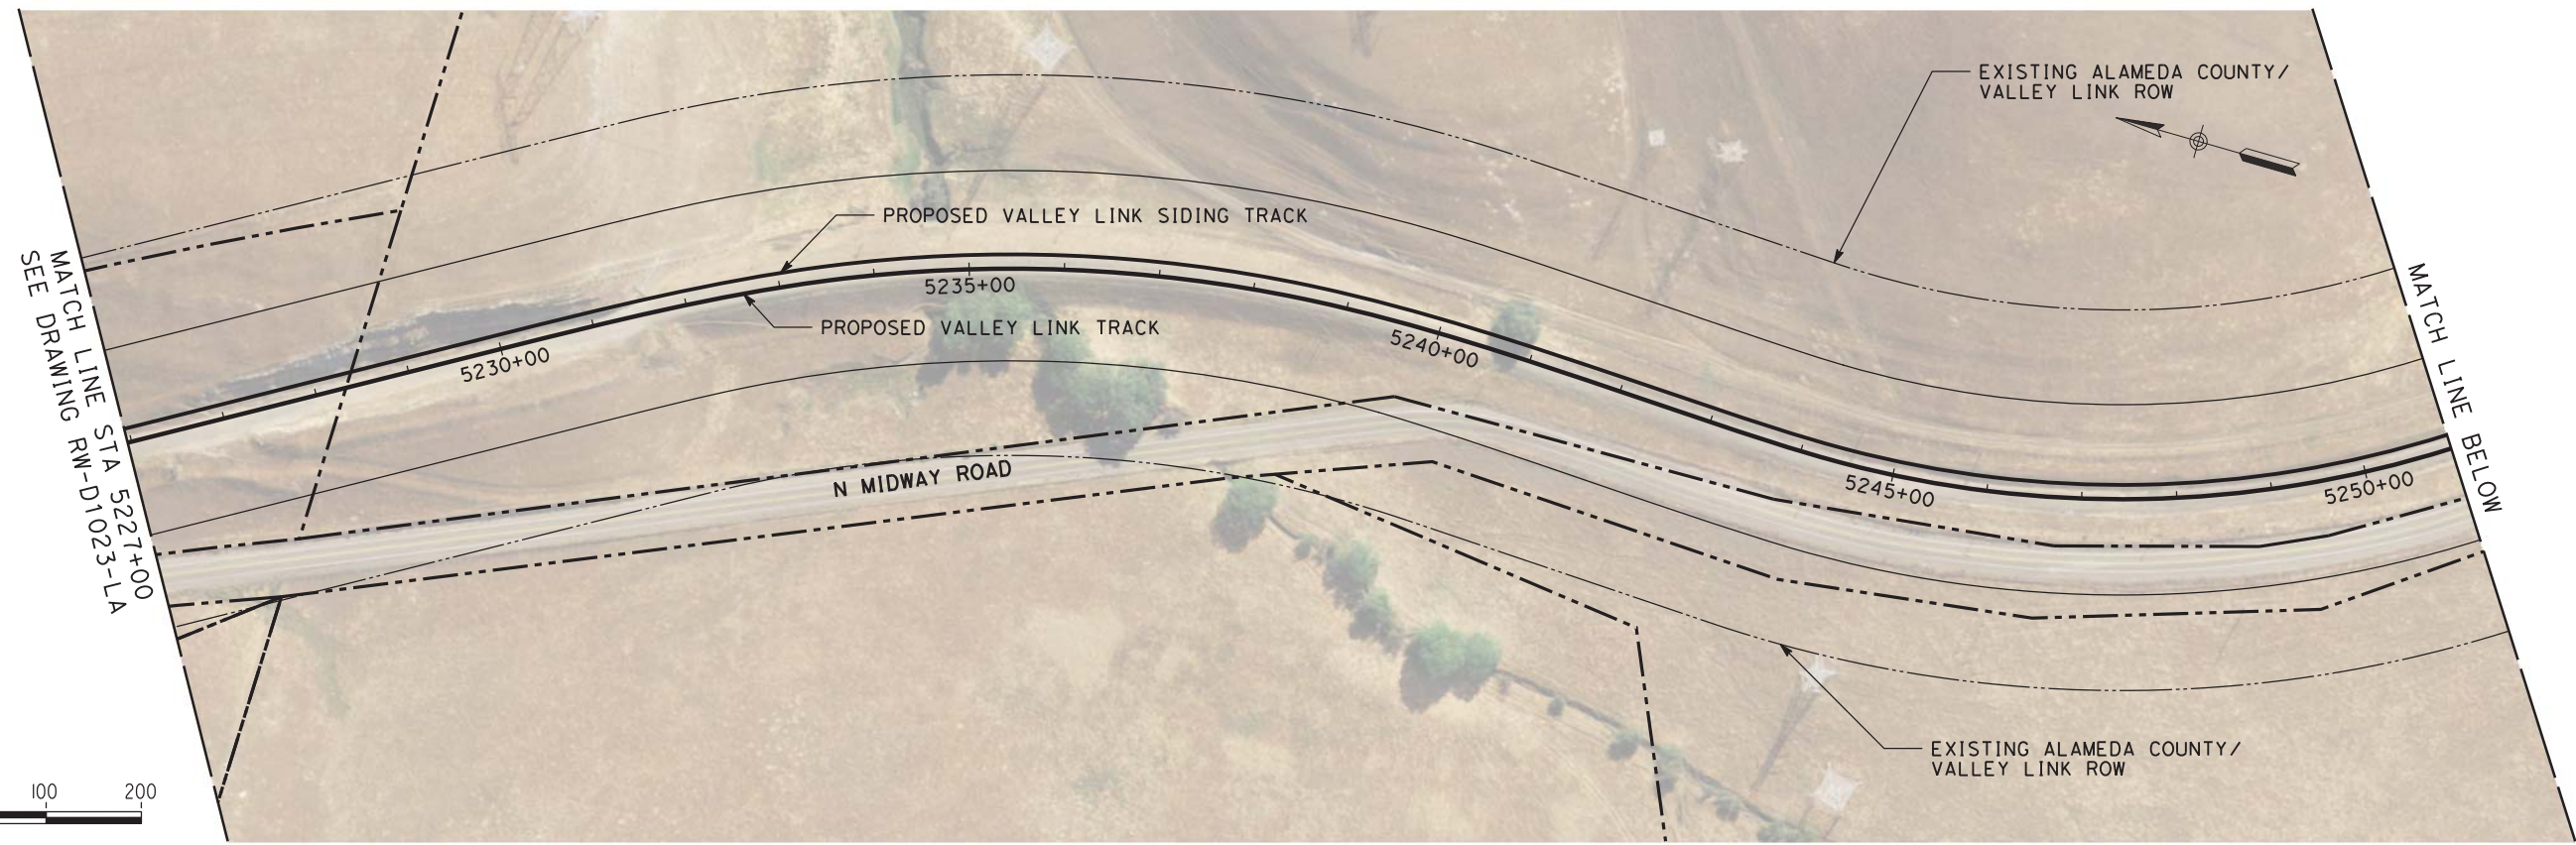 EXISTING ALAMEDA COUNTY/
VALLEY LINK ROW
PROPOSED VALLEY LINK SIDING TRACK
5235+00
PROPOSED VALLEY LINK TRACK
5230+00
5240+00
MATCH LINE STA 5227+00
SEE DRAWING RW-D1023-LA
MATCH LINE BELOW
N MIDWAY ROAD
5245+00
5250+00
EXISTING ALAMEDA COUNTY/
VALLEY LINK ROW
100 200